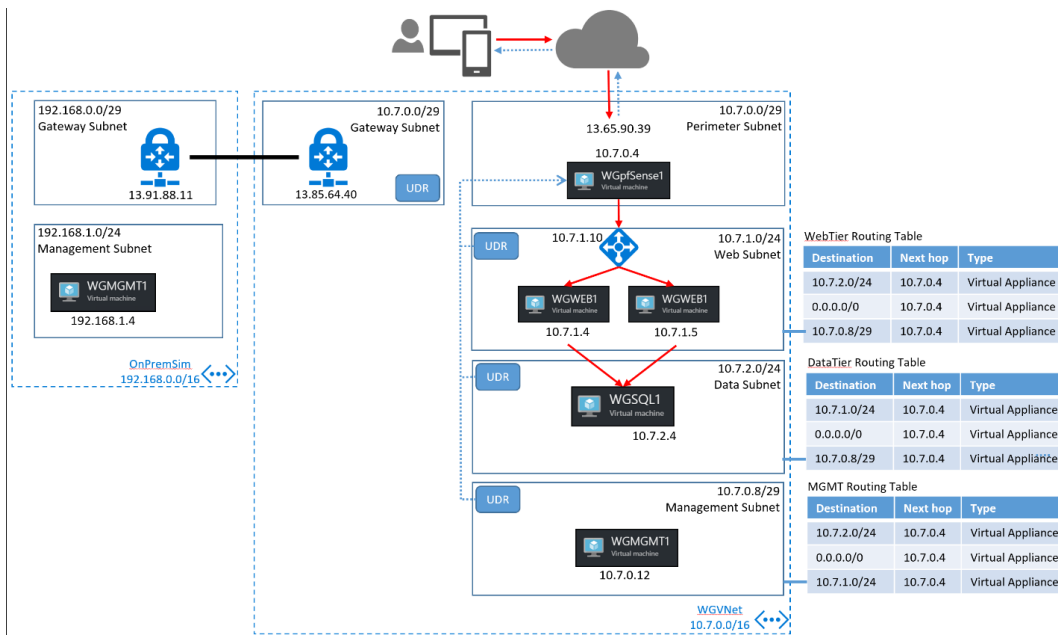 192.168.0.0/29
Gateway Subnet
13.91.88.11
192.168.1.0/24
Management Subnet
WGMGMT1
Virtual machine
192.168.1.4
OnPremSim
192.168.0.0/16
10.7.0.0/29
Gateway Subnet
13.85.64.40
UDR
10.7.0.0/29
Perimeter Subnet
13.65.90.39
10.7.0.4
WGpfSense1
Virtual machine
UDR
10.7.1.10
10.7.1.0/24
Web Subnet
WGWEB1
Virtual machine
10.7.1.4
WGWEB1
Virtual machine
10.7.1.5
UDR
10.7.2.0/24
Data Subnet
WGSQL1
Virtual machine
10.7.2.4
UDR
10.7.0.8/29
Management Subnet
WGMGMT1
Virtual machine
10.7.0.12
WGVNet
10.7.0.0/16
WebTier Routing Table
Destination Next hop Type
10.7.2.0/24 10.7.0.4 Virtual Appliance
0.0.0.0/0 10.7.0.4 Virtual Appliance
10.7.0.8/29 10.7.0.4 Virtual Appliance
DataTier Routing Table
Destination Next hop Type
10.7.1.0/24 10.7.0.4 Virtual Appliance
0.0.0.0/0 10.7.0.4 Virtual Appliance
10.7.0.8/29 10.7.0.4 Virtual Appliance
MGMT Routing Table
Destination Next hop Type
10.7.2.0/24 10.7.0.4 Virtual Appliance
0.0.0.0/0 10.7.0.4 Virtual Appliance
10.7.1.0/24 10.7.0.4 Virtual Appliance